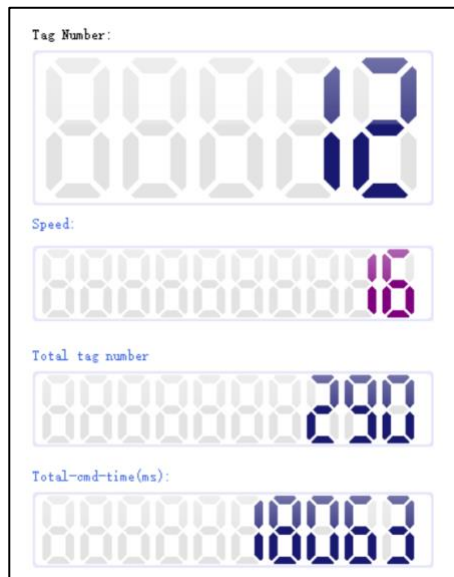 Tag Number:
12
Speed:
16
Total tag number
290
Total-cmd-time(ms):
18063